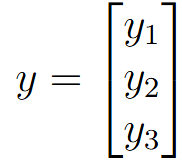 y = [y₁
y₂
y₃]